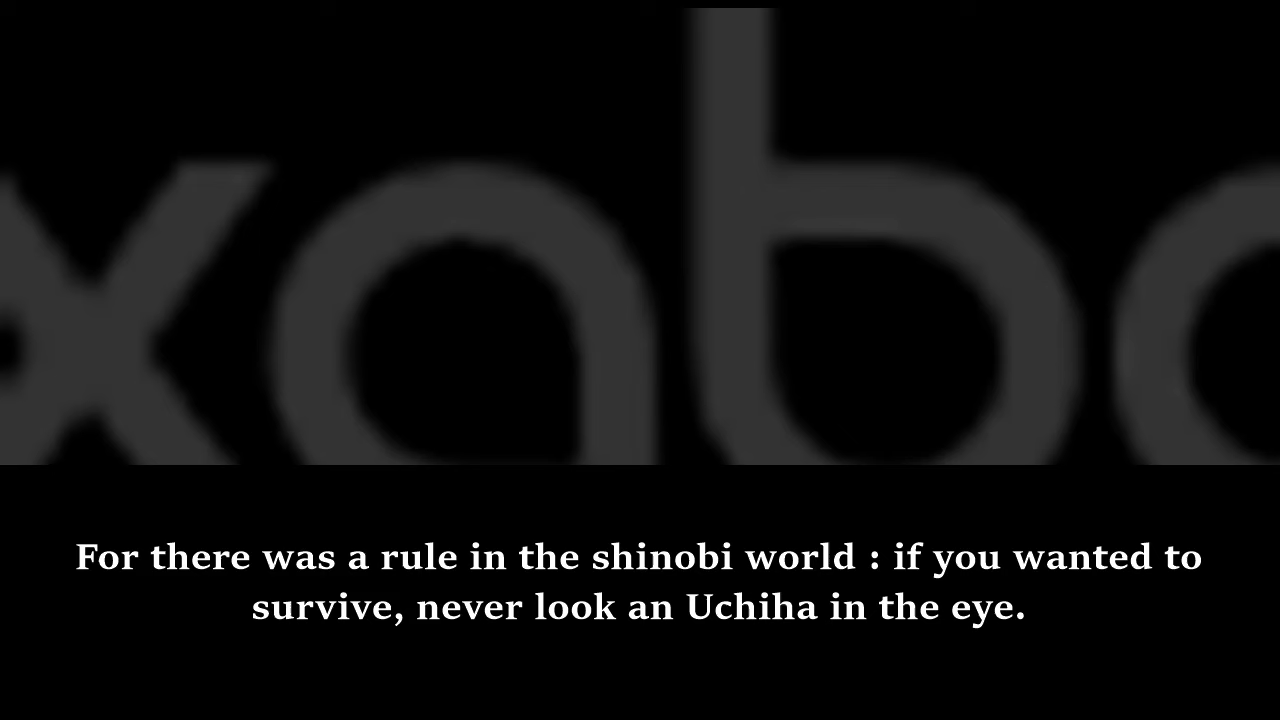 xabc
For there was a rule in the shinobi world : if you wanted to
survive, never look an Uchiha in the eye.